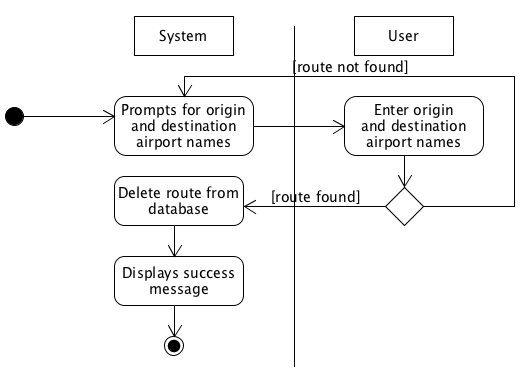 System
User
[route not found]
Prompts for origin
and destination
airport names
Enter origin
and destination
airport names
Delete route from
database
[route found]
Displays success
message